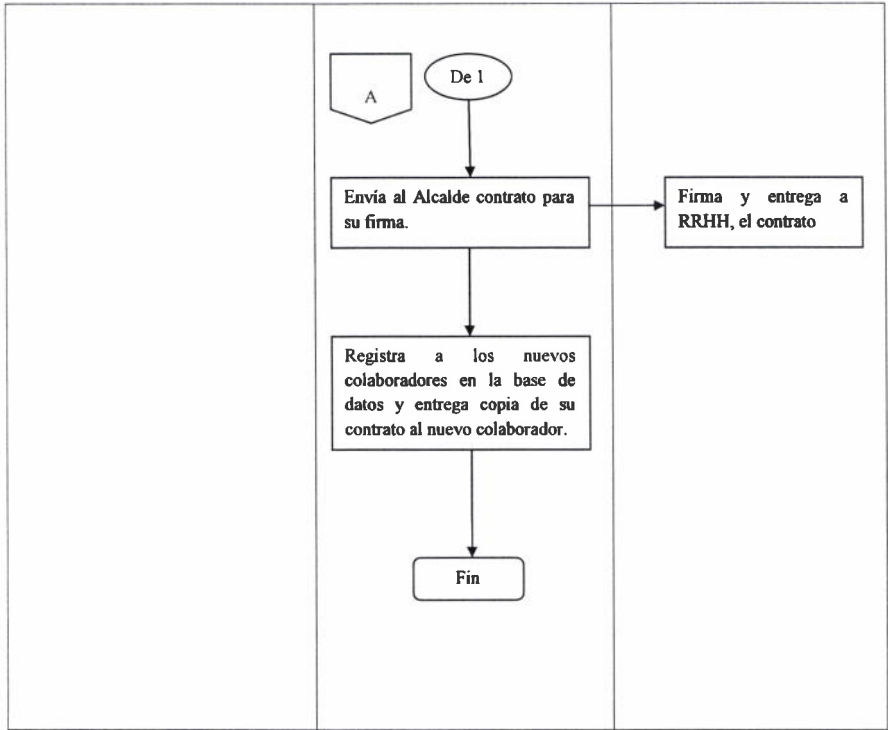 A
De 1
Envía al Alcalde contrato para
su firma.
Firma y entrega a
RRHH, el contrato
Registra a los nuevos
colaboradores en la base de
datos y entrega copia de su
contrato al nuevo colaborador.
Fin